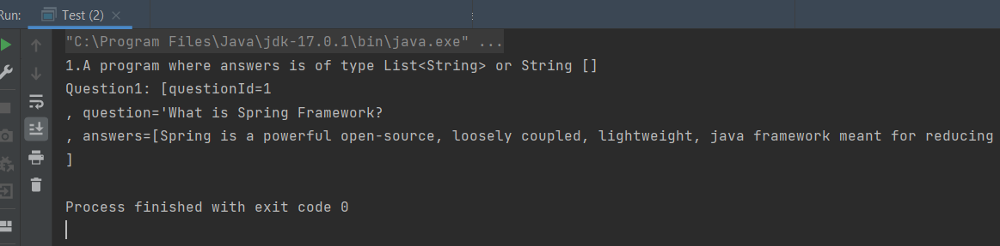 Run: Test (2)
"C:\Program Files\Java\jdk-17.0.1\bin\java.exe" ...
1.A program where answers is of type List<String> or String []
Question1: [questionId=1
, question='What is Spring Framework?
, answers=[Spring is a powerful open-source, loosely coupled, lightweight, java framework meant for reducing
]
Process finished with exit code 0